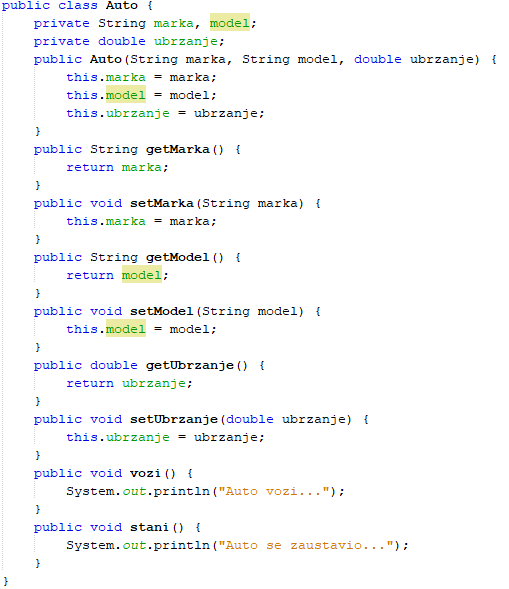 public class Auto {
    private String marka, model;
    private double ubrzanje;
    public Auto(String marka, String model, double ubrzanje) {
        this.marka = marka;
        this.model = model;
        this.ubrzanje = ubrzanje;
    }
    public String getMarka() {
        return marka;
    }
    public void setMarka(String marka) {
        this.marka = marka;
    }
    public String getModel() {
        return model;
    }
    public void setModel(String model) {
        this.model = model;
    }
    public double getUbrzanje() {
        return ubrzanje;
    }
    public void setUbrzanje(double ubrzanje) {
        this.ubrzanje = ubrzanje;
    }
    public void vozi() {
        System.out.println("Auto vozi...");
    }
    public void stani() {
        System.out.println("Auto se zaustavio...");
    }
}